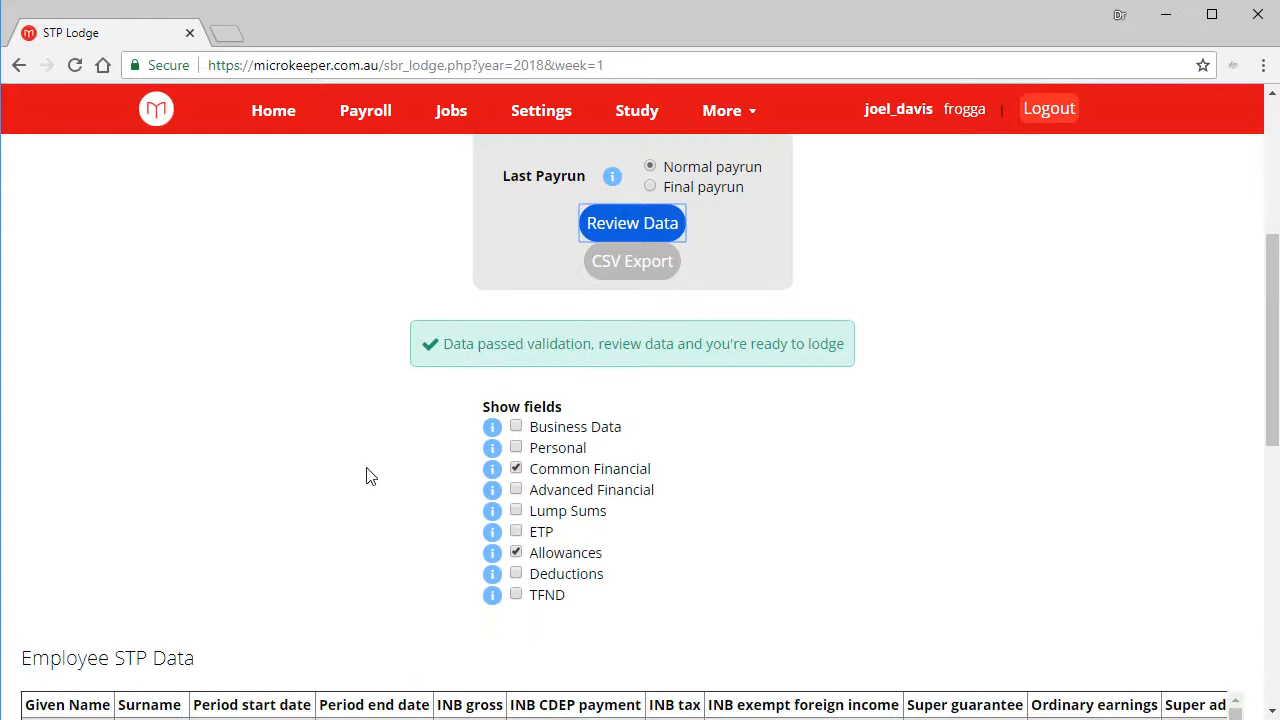 STP Lodge
Dr
Secure https://microkeeper.com.au/sbr_lodge.php?year=2018&week=1
Home Payroll Jobs Settings Study More joel_davis frogga | Logout
Last Payrun i Normal payrun
Final payrun
Review Data
CSV Export
Data passed validation, review data and you're ready to lodge
Show fields
i Business Data
i Personal
i Common Financial
i Advanced Financial
i Lump Sums
i ETP
i Allowances
i Deductions
i TFND
Employee STP Data
Given Name Surname Period start date Period end date INB gross INB CDEP payment INB tax INB exempt foreign income Super guarantee Ordinary earnings Super ad